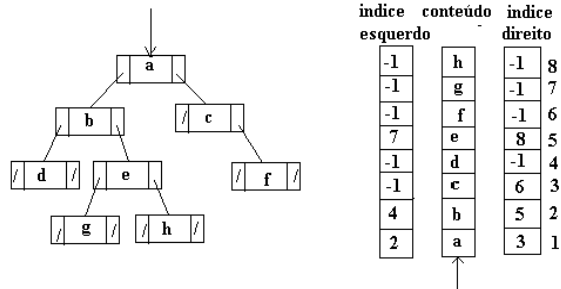 indice conteúdo indice
esquerdo direito
a
b
/ c
/ d /
e
/ f /
/ g /
/ h /
-1 h -1 8
-1 g -1 7
-1 f -1 6
7 e 8 5
-1 d -1 4
-1 c 6 3
4 b 5 2
2 a 3 1